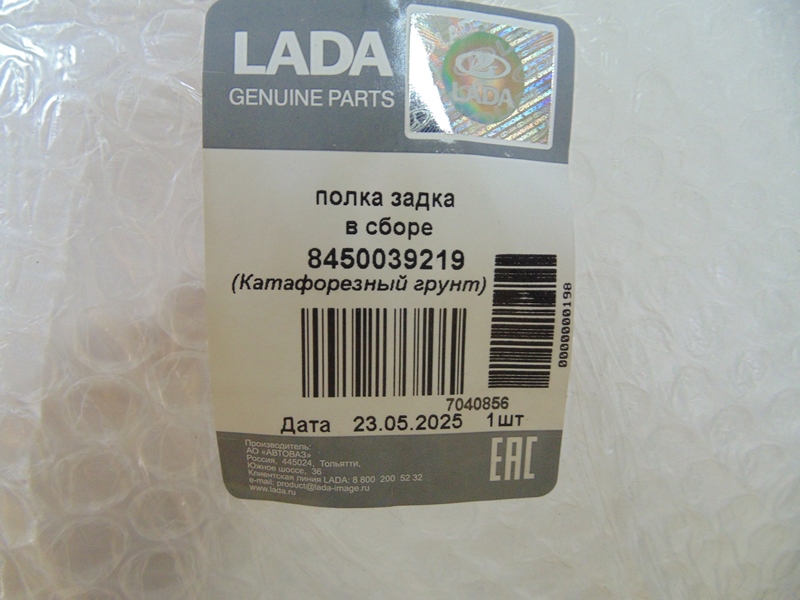 LADA
GENUINE PARTS
LADA
полка задка
в сборе
8450039219
(Катафорезный грунт)
0000000198
7040856
Дата 23.05.2025 1шт
Производитель:
АО «АВТОВАЗ»
Россия, 445024, Тольятти,
Южное шоссе, 36
Клиентская линия LADA: 8 800 200 52 32
e-mail: product@lada-image.ru
www.lada.ru
EAC